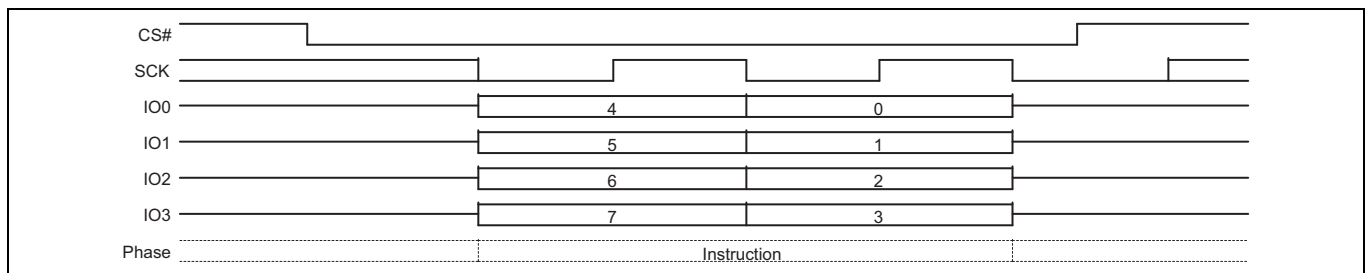 CS#
SCK
IO0 4 0
IO1 5 1
IO2 6 2
IO3 7 3
Phase Instruction